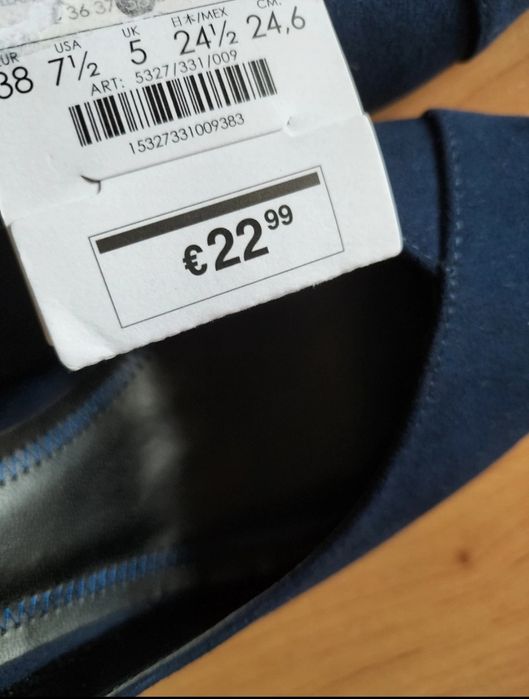 36 37
EUR USA UK 日本/MEX CM.
38 7½ 5 24½ 24,6
ART: 5327/331/009
15327331009383
€22⁹⁹